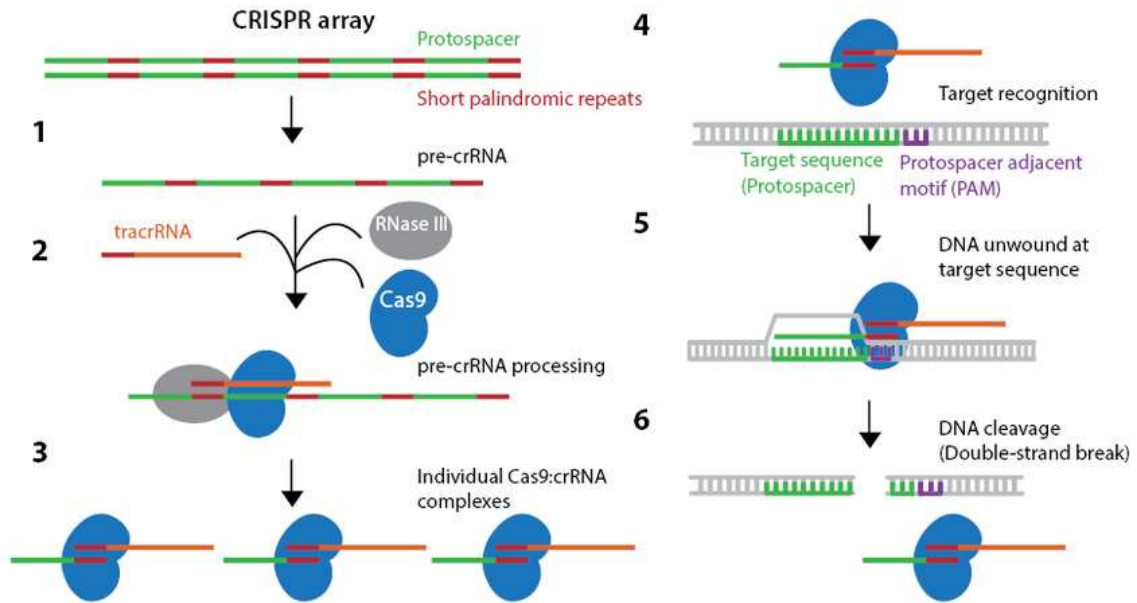 CRISPR array
Protospacer
Short palindromic repeats
1
pre-crRNA
2
tracrRNA
RNase III
Cas9
pre-crRNA processing
3
Individual Cas9:crRNA
complexes
4
Target recognition
Target sequence
(Protospacer)
Protospacer adjacent
motif (PAM)
5
DNA unwound at
target sequence
6
DNA cleavage
(Double-strand break)